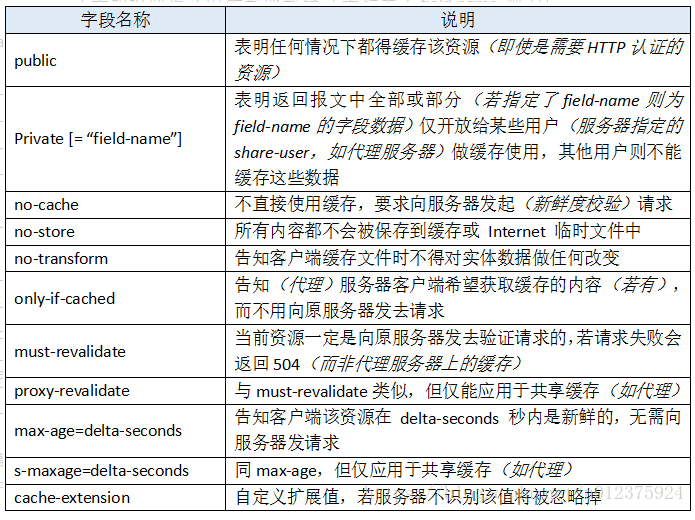 字段名称
说明
public
表明任何情况下都得缓存该资源（即使是需要 HTTP 认证的
资源）
Private [= “field-name”]
表明返回报文中全部或部分（若指定了 field-name 则为
field-name 的字段数据）仅开放给某些用户（服务器指定的
share-user，如代理服务器）做缓存使用，其他用户则不能
缓存这些数据
no-cache
不直接使用缓存，要求向服务器发起（新鲜度校验）请求
no-store
所有内容都不会被保存到缓存或 Internet 临时文件中
no-transform
告知客户端缓存文件时不得对实体数据做任何改变
only-if-cached
告知（代理）服务器客户端希望获取缓存的内容（若有），
而不用向原服务器发去请求
must-revalidate
当前资源一定是向原服务器发去验证请求的，若请求失败会
返回 504（而非代理服务器上的缓存）
proxy-revalidate
与 must-revalidate 类似，但仅能应用于共享缓存（如代理）
max-age=delta-seconds
告知客户端该资源在 delta-seconds 秒内是新鲜的，无需向
服务器发请求
s-maxage=delta-seconds
同 max-age，但仅应用于共享缓存（如代理）
cache-extension
自定义扩展值，若服务器不识别该值将被忽略掉